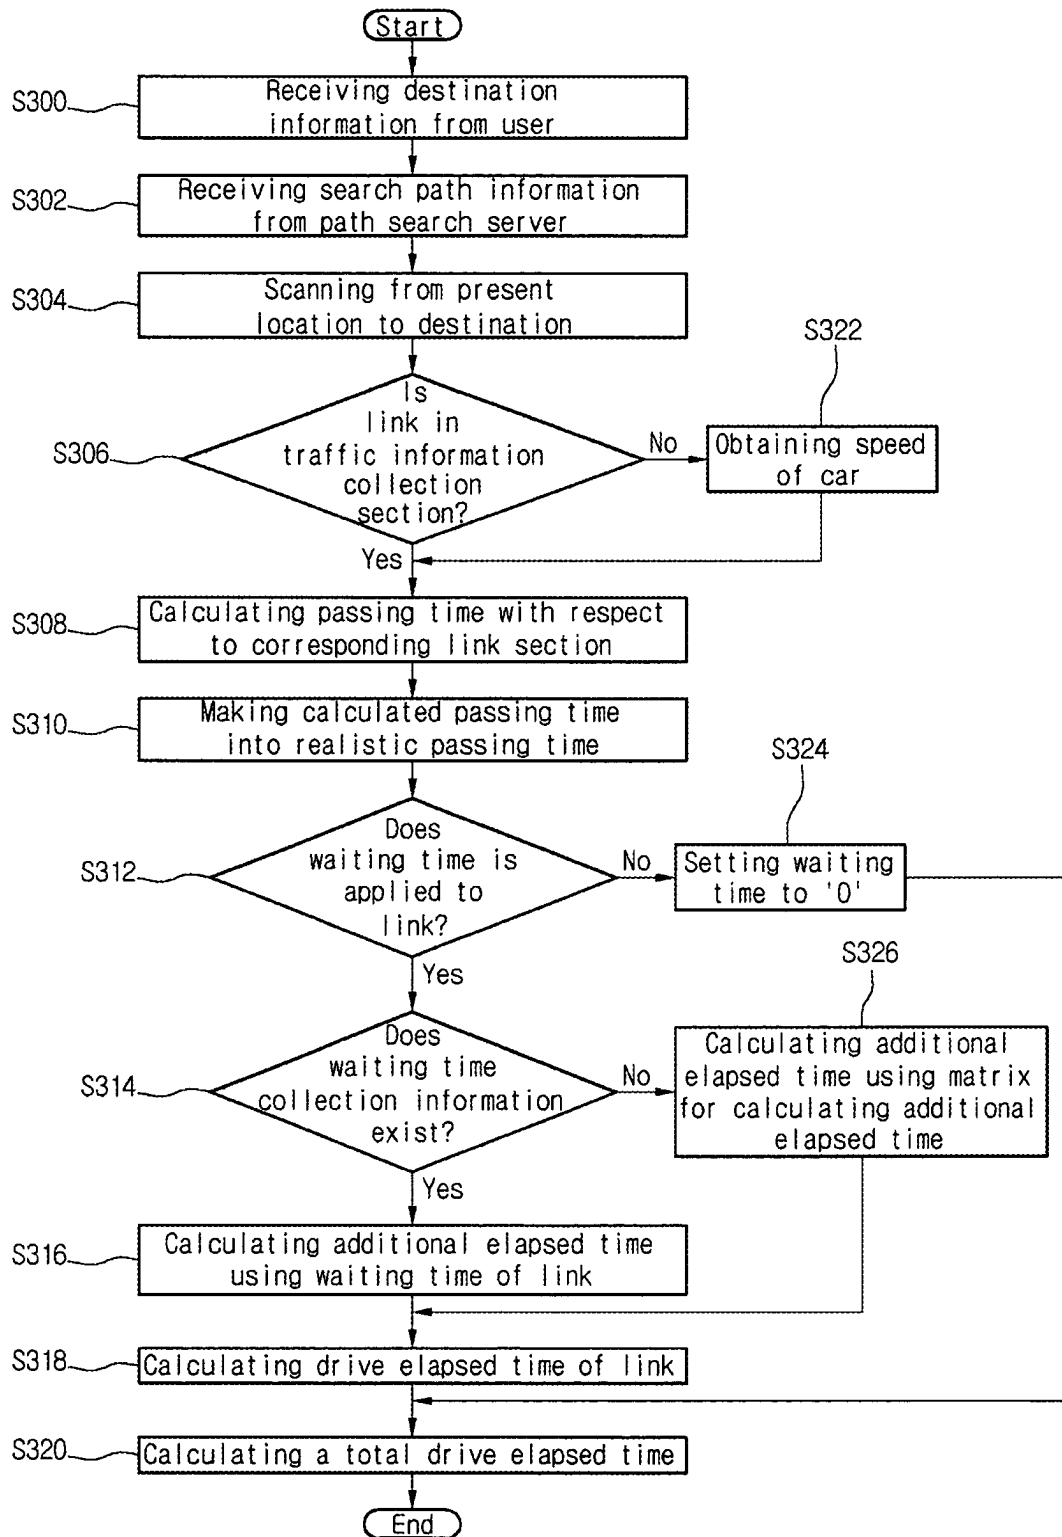 Start
S300
Receiving destination
information from user
S302
Receiving search path information
from path search server
S304
Scanning from present
location to destination
S322
S306
Is
link in
traffic information
collection
section?
No
Obtaining speed
of car
Yes
S308
Calculating passing time with respect
to corresponding link section
S310
Making calculated passing time
into realistic passing time
S324
S312
Does
waiting time is
applied to
link?
No
Setting waiting
time to '0'
Yes
S326
S314
Does
waiting time
collection information
exist?
No
Calculating additional
elapsed time using matrix
for calculating additional
elapsed time
Yes
S316
Calculating additional elapsed time
using waiting time of link
S318
Calculating drive elapsed time of link
S320
Calculating a total drive elapsed time
End